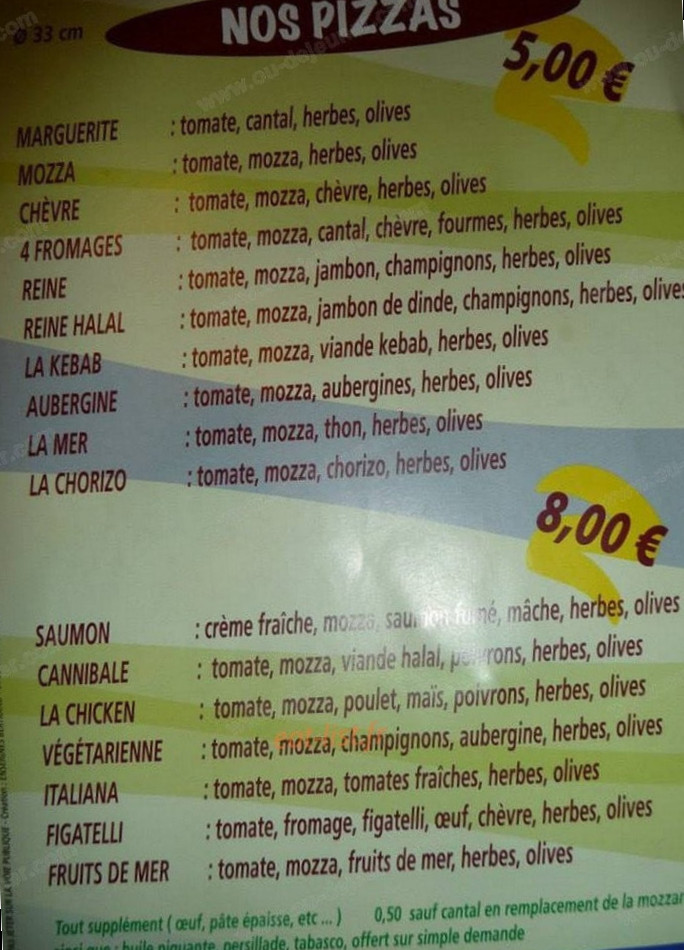 Ø 33 cm
NOS PIZZAS
5,00 €
MARGUERITE : tomate, cantal, herbes, olives
MOZZA : tomate, mozza, herbes, olives
CHÈVRE : tomate, mozza, chèvre, herbes, olives
4 FROMAGES : tomate, mozza, cantal, chèvre, fourmes, herbes, olives
REINE : tomate, mozza, jambon, champignons, herbes, olives
REINE HALAL : tomate, mozza, jambon de dinde, champignons, herbes, olives
LA KEBAB : tomate, mozza, viande kebab, herbes, olives
AUBERGINE : tomate, mozza, aubergines, herbes, olives
LA MER : tomate, mozza, thon, herbes, olives
LA CHORIZO : tomate, mozza, chorizo, herbes, olives
8,00 €
SAUMON : crème fraîche, mozza, saumon fumé, mâche, herbes, olives
CANNIBALE : tomate, mozza, viande halal, poivrons, herbes, olives
LA CHICKEN : tomate, mozza, poulet, maïs, poivrons, herbes, olives
VÉGÉTARIENNE : tomate, mozza, champignons, aubergine, herbes, olives
ITALIANA : tomate, mozza, tomates fraîches, herbes, olives
FIGATELLI : tomate, fromage, figatelli, œuf, chèvre, herbes, olives
FRUITS DE MER : tomate, mozza, fruits de mer, herbes, olives
Tout supplément ( œuf, pâte épaisse, etc ... ) 0,50 sauf cantal en remplacement de la mozzar
ainsi que : huile piquante, persillade, tabasco, offert sur simple demande